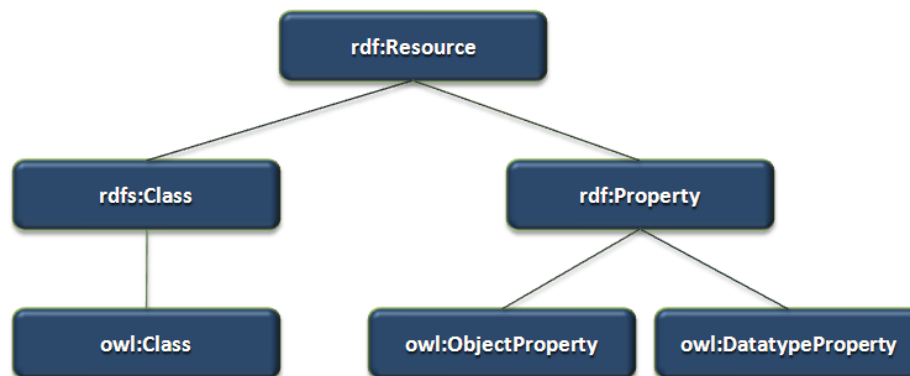 rdf:Resource
rdfs:Class
rdf:Property
owl:Class
owl:ObjectProperty
owl:DatatypeProperty